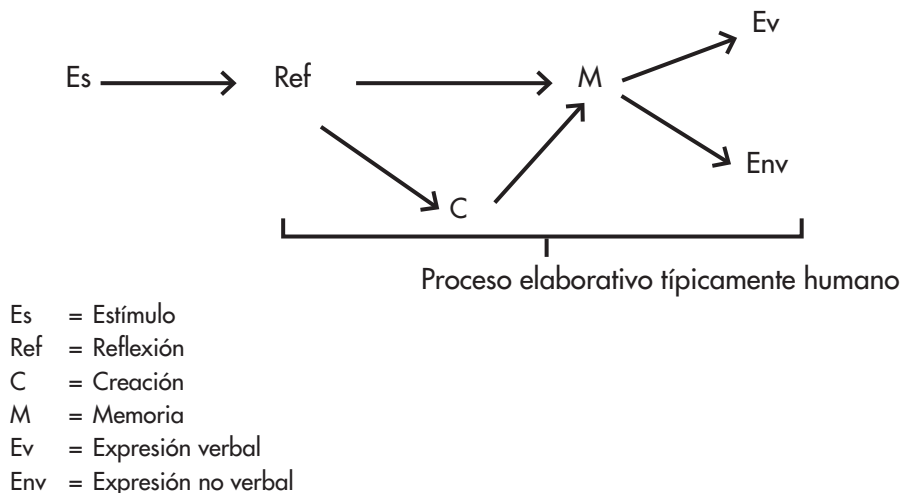 Ev
Es Ref M
Env
C
Proceso elaborativo típicamente humano
Es = Estímulo
Ref = Reflexión
C = Creación
M = Memoria
Ev = Expresión verbal
Env = Expresión no verbal